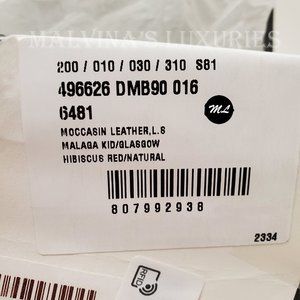 MALVINA'S LUXURIES
200 / 010 / 030 / 310 S81
496626 DMB90 016
6481
ML
MOCCASIN LEATHER,L.S
MALAGA KID/GLASGOW
HIBISCUS RED/NATURAL
807992938
2334
RFID